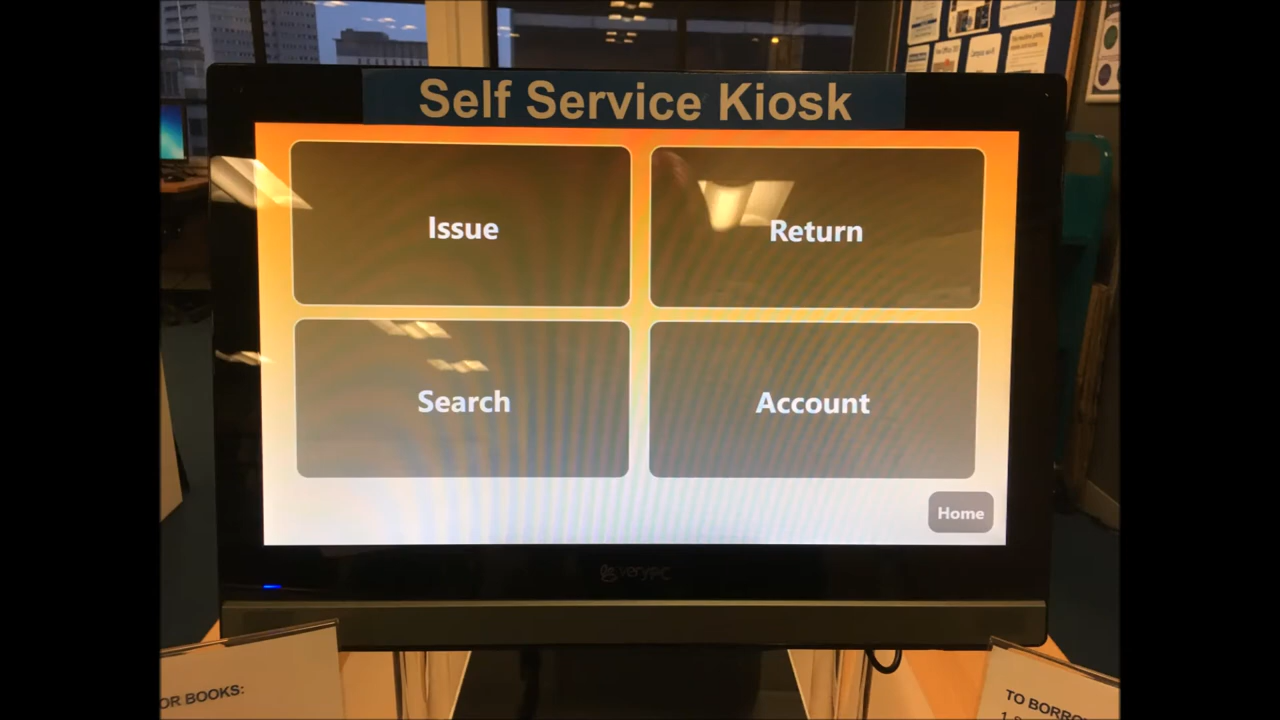 Self Service Kiosk
Issue
Return
Search
Account
Home
veryPC
OR BOOKS:
TO BORRO